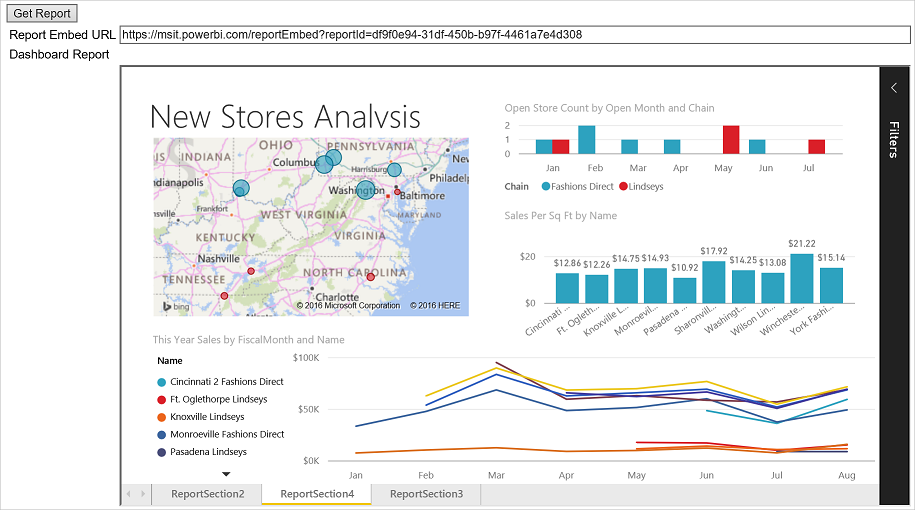 Get Report
Report Embed URL https://msit.powerbi.com/reportEmbed?reportId=df9f0e94-31df-450b-b97f-4461a7e4d308
Dashboard Report
New Stores Analysis
OHIO
PENNSYLVANIA
INDIANA
Columbus
Harrisburg
New
Indianapolis
Philadelp
Washington
Baltimore
Frankfort
MARYLAND
sville
WEST VIRGINIA
KENTUCKY
VIRGINIA
Nashville
TENNESSEE
NORTH CAROLINA
Charlotte
bing
© 2016 Microsoft Corporation © 2016 HERE
Open Store Count by Open Month and Chain
2
1
0
Jan Feb Mar Apr May Jun Jul
Chain Fashions Direct Lindseys
Sales Per Sq Ft by Name
$20
$0
$12.86 $12.26 $14.75 $14.93 $10.92 $17.92 $14.25 $13.08 $21.22 $15.14
Cincinnati ...
Ft. Ogleth...
Knoxville L...
Monroevil...
Pasadena ...
Sharonvill...
Washingt...
Wilson Lin...
Wincheste...
York Fashi...
Filters
This Year Sales by FiscalMonth and Name
Name
Cincinnati 2 Fashions Direct
Ft. Oglethorpe Lindseys
Knoxville Lindseys
Monroeville Fashions Direct
Pasadena Lindseys
$100K
$50K
$0K
Jan Feb Mar Apr May Jun Jul Aug
ReportSection2 ReportSection4 ReportSection3